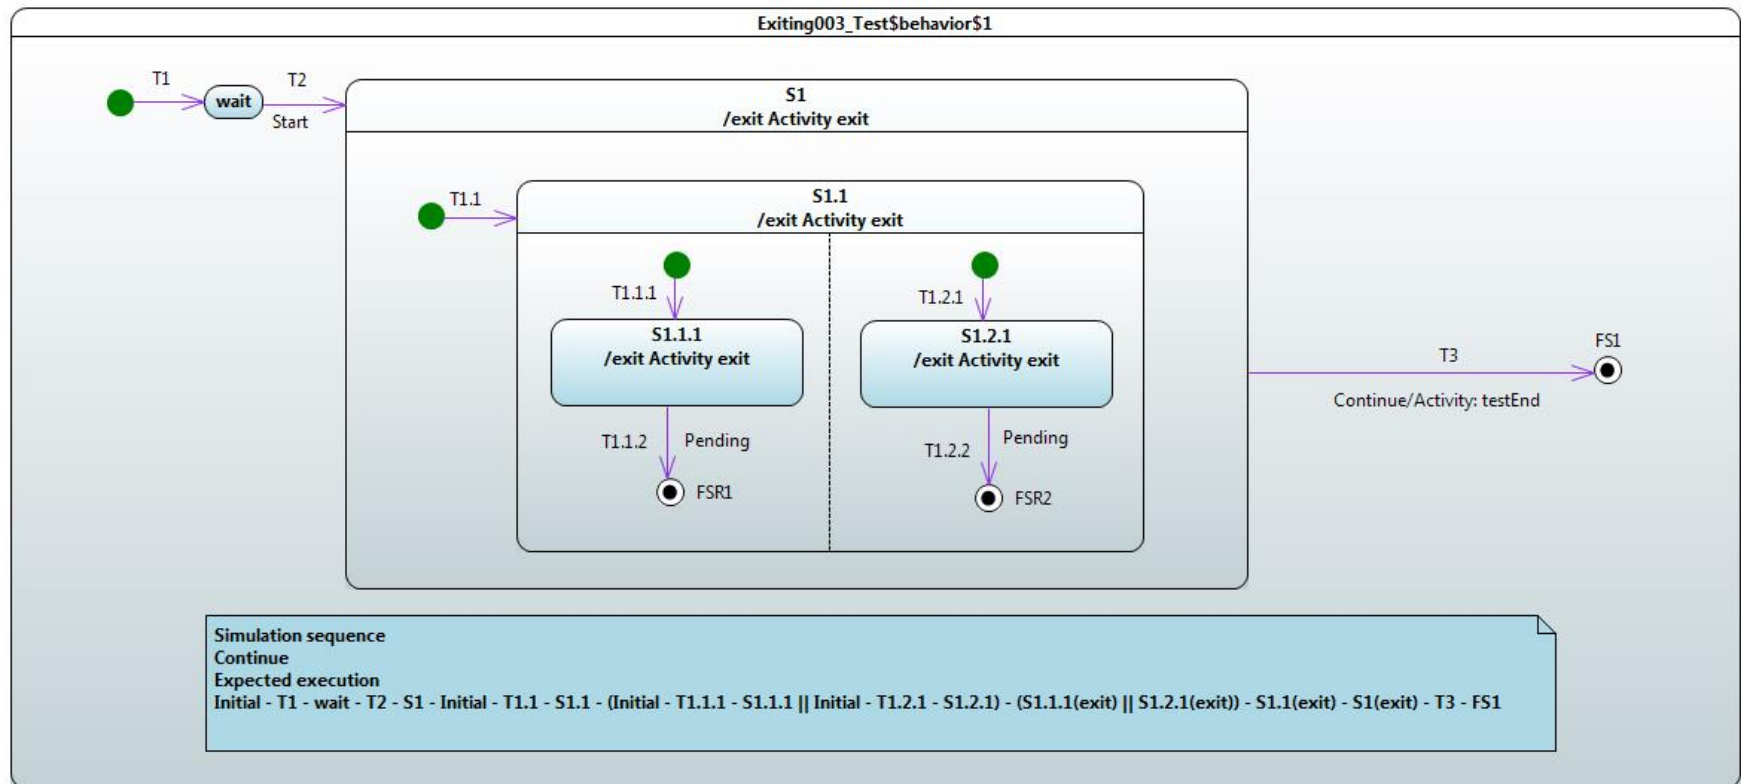 Exiting003_Test$behavior$1
T1
wait
T2
Start
S1
/exit Activity exit
T1.1
S1.1
/exit Activity exit
T1.1.1
S1.1.1
/exit Activity exit
T1.1.2
Pending
FSR1
T1.2.1
S1.2.1
/exit Activity exit
T1.2.2
Pending
FSR2
T3
Continue/Activity: testEnd
FS1
Simulation sequence
Continue
Expected execution
Initial - T1 - wait - T2 - S1 - Initial - T1.1 - S1.1 - (Initial - T1.1.1 - S1.1.1 || Initial - T1.2.1 - S1.2.1) - (S1.1.1(exit) || S1.2.1(exit)) - S1.1(exit) - S1(exit) - T3 - FS1